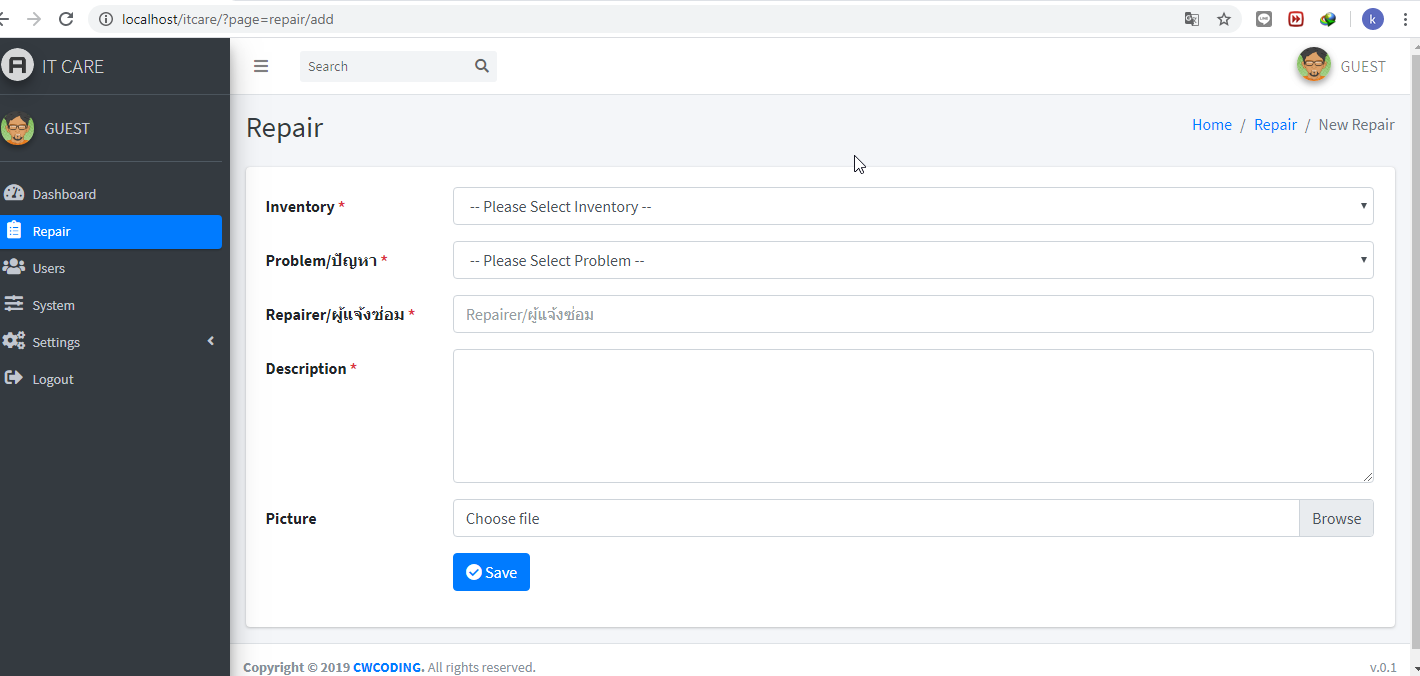 localhost/itcare/?page=repair/add
k
IT CARE
Search
GUEST
GUEST
Repair
Home / Repair / New Repair
Dashboard
Repair
Users
System
Settings
Logout
Inventory *
-- Please Select Inventory --
Problem/ปัญหา *
-- Please Select Problem --
Repairer/ผู้แจ้งซ่อม *
Repairer/ผู้แจ้งซ่อม
Description *
Picture
Choose file
Browse
Save
Copyright © 2019 CWCODING. All rights reserved.
v.0.1